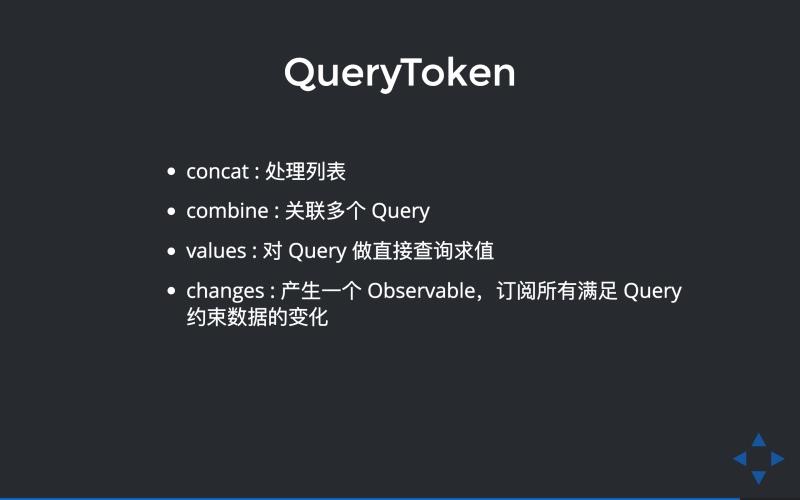 QueryToken
• concat : 处理列表
• combine : 关联多个 Query
• values : 对 Query 做直接查询求值
• changes : 产生一个 Observable，订阅所有满足 Query
约束数据的变化